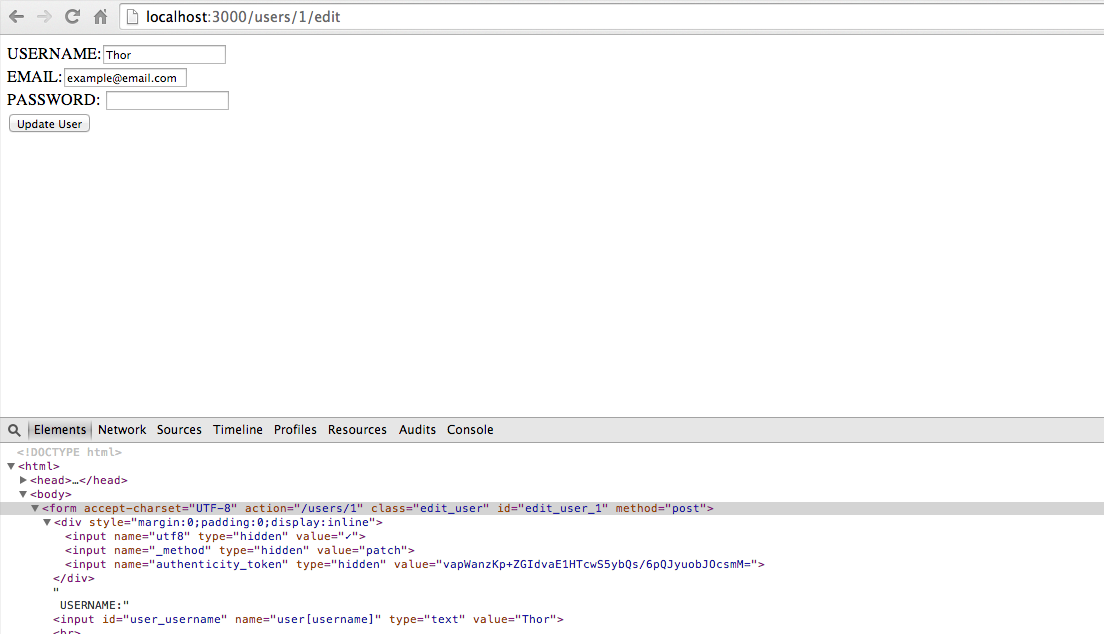 localhost:3000/users/1/edit
USERNAME: Thor
EMAIL: example@email.com
PASSWORD:
Update User
Elements Network Sources Timeline Profiles Resources Audits Console
<!DOCTYPE html>
<html>
<head>…</head>
<body>
<form accept-charset="UTF-8" action="/users/1" class="edit_user" id="edit_user_1" method="post">
<div style="margin:0;padding:0;display:inline">
<input name="utf8" type="hidden" value="✓">
<input name="_method" type="hidden" value="patch">
<input name="authenticity_token" type="hidden" value="vapWanzKp+ZGIdvaE1HTcwS5ybQs/6pQJyuobJOcsmM=">
</div>
"
USERNAME:"
<input id="user_username" name="user[username]" type="text" value="Thor">
<br>